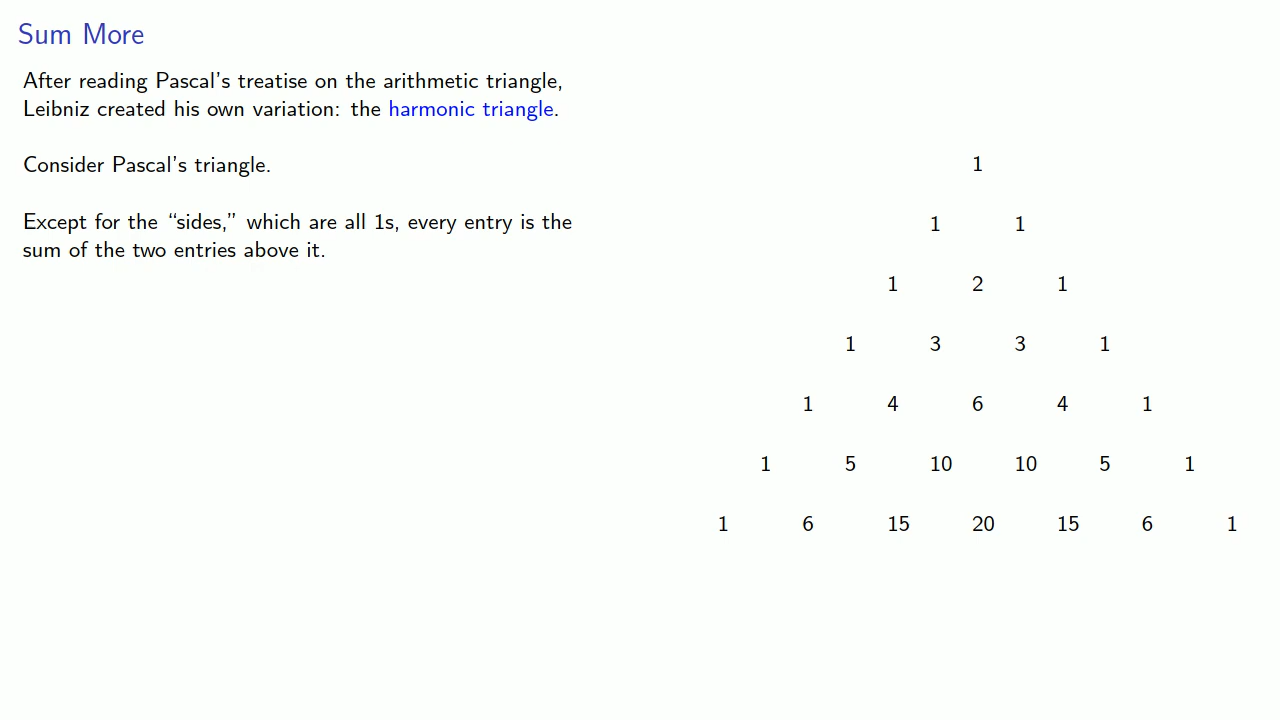 Sum More
After reading Pascal's treatise on the arithmetic triangle,
Leibniz created his own variation: the harmonic triangle.
Consider Pascal's triangle.
Except for the “sides,” which are all 1s, every entry is the
sum of the two entries above it.
1
1 1
1 2 1
1 3 3 1
1 4 6 4 1
1 5 10 10 5 1
1 6 15 20 15 6 1